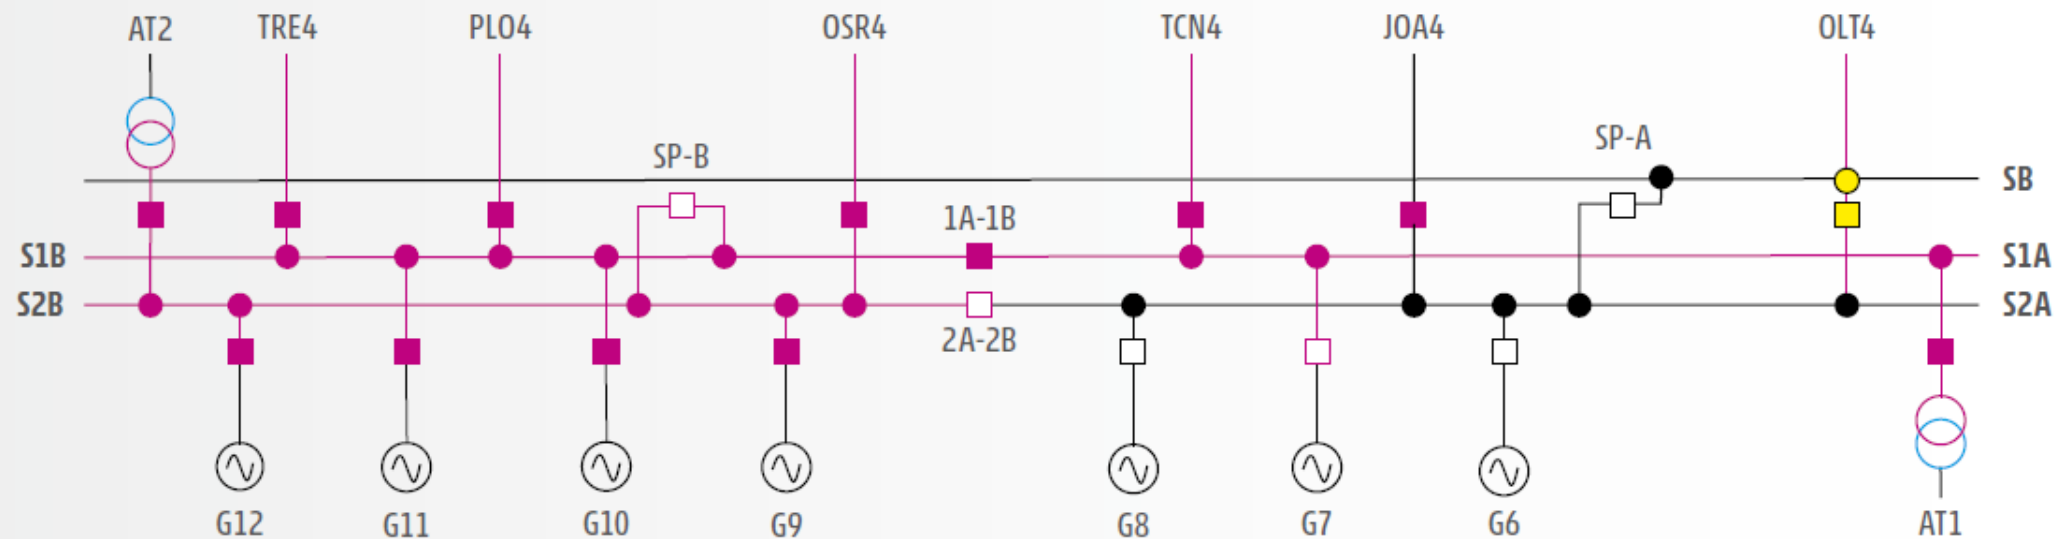 AT2
TRE4
PLO4
OSR4
TCN4
JOA4
OLT4
SP-A
SP-B
SB
1A-1B
S1B
S1A
S2B
S2A
2A-2B
G12
G11
G10
G9
G8
G7
G6
AT1